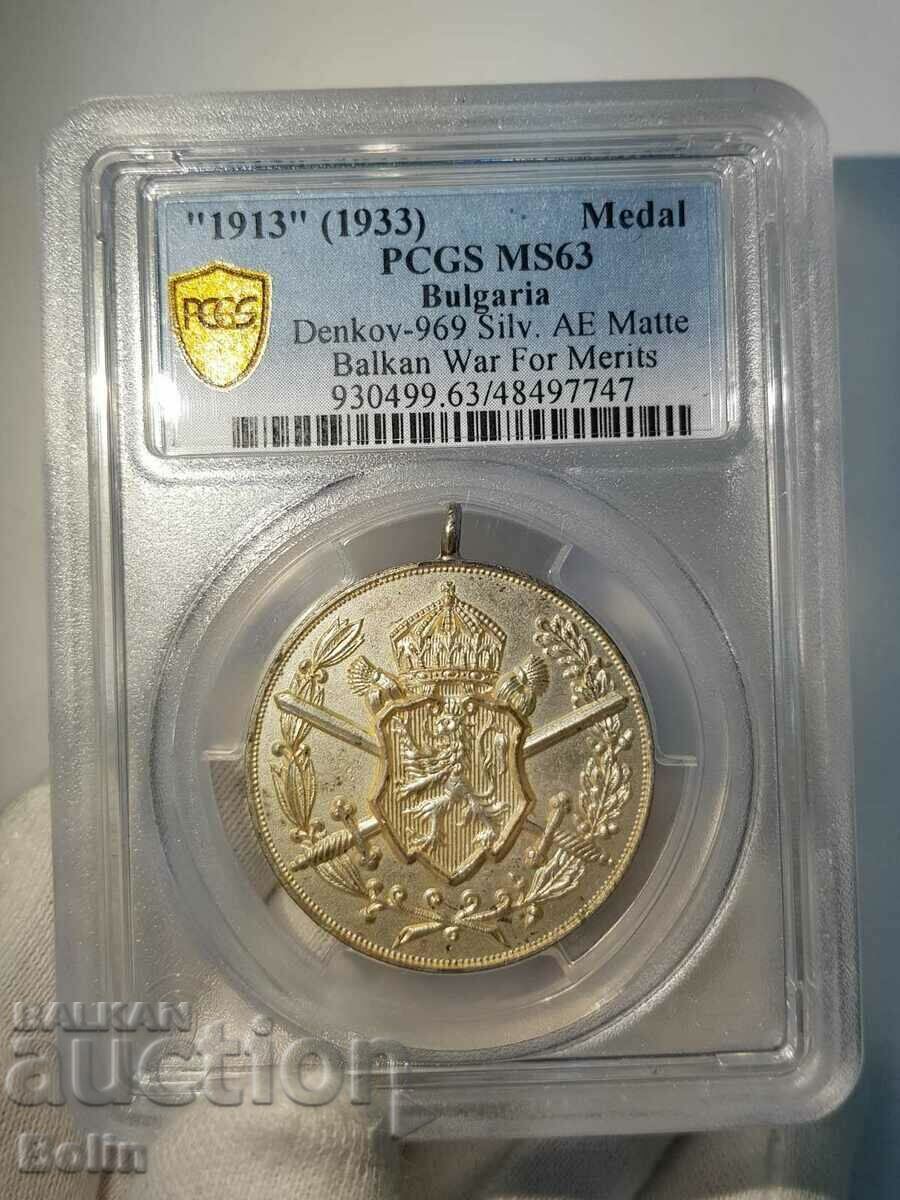 "1913" (1933) Medal
PCGS MS63
Bulgaria
Denkov-969 Silv. AE Matte
Balkan War For Merits
930499.63/48497747
PCGS
BALKAN
auction
Bolin